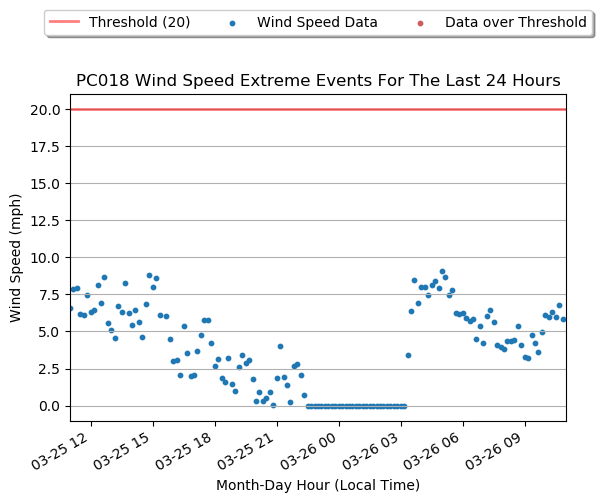 Threshold (20) Wind Speed Data Data over Threshold
PC018 Wind Speed Extreme Events For The Last 24 Hours
20.0
17.5
15.0
12.5
10.0
7.5
5.0
2.5
0.0
Wind Speed (mph)
03-25 12 03-25 15 03-25 18 03-25 21 03-26 00 03-26 03 03-26 06 03-26 09
Month-Day Hour (Local Time)